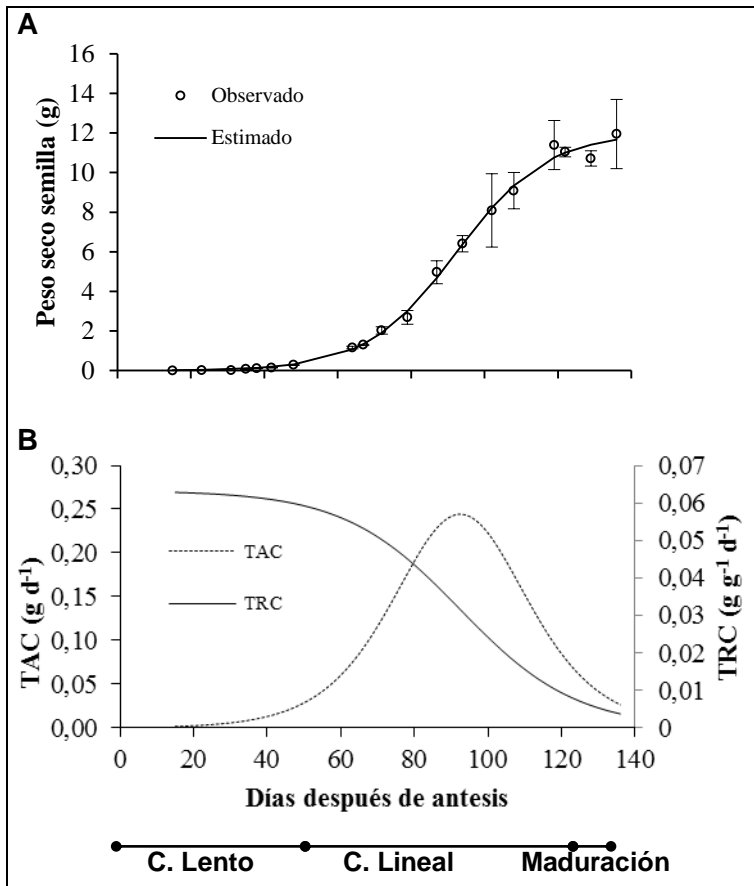 A
Peso seco semilla (g)
16
14
12
10
8
6
4
2
0
Observado
Estimado
B
TAC (g d-1)
0,30
0,25
0,20
0,15
0,10
0,05
0,00
TAC
TRC
0,07
0,06
0,05
0,04
0,03
0,02
0,01
0
TRC (g g-1 d-1)
0 20 40 60 80 100 120 140
Días después de antesis
C. Lento C. Lineal Maduración